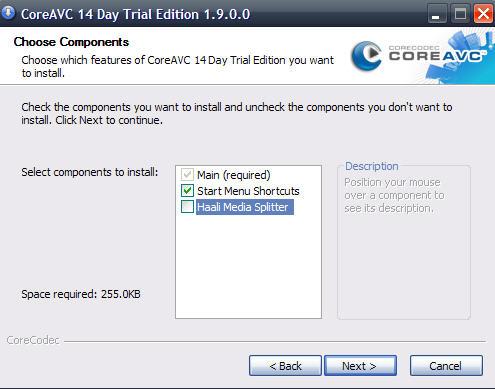 CoreAVC 14 Day Trial Edition 1.9.0.0
Choose Components
Choose which features of CoreAVC 14 Day Trial Edition you want
to install.
CORECODEC
COREAVC
Check the components you want to install and uncheck the components you don't want to
install. Click Next to continue.
Select components to install:
Main (required)
Start Menu Shortcuts
Haali Media Splitter
Description
Position your mouse
over a component to
see its description.
Space required: 255.0KB
CoreCodec
< Back
Next >
Cancel